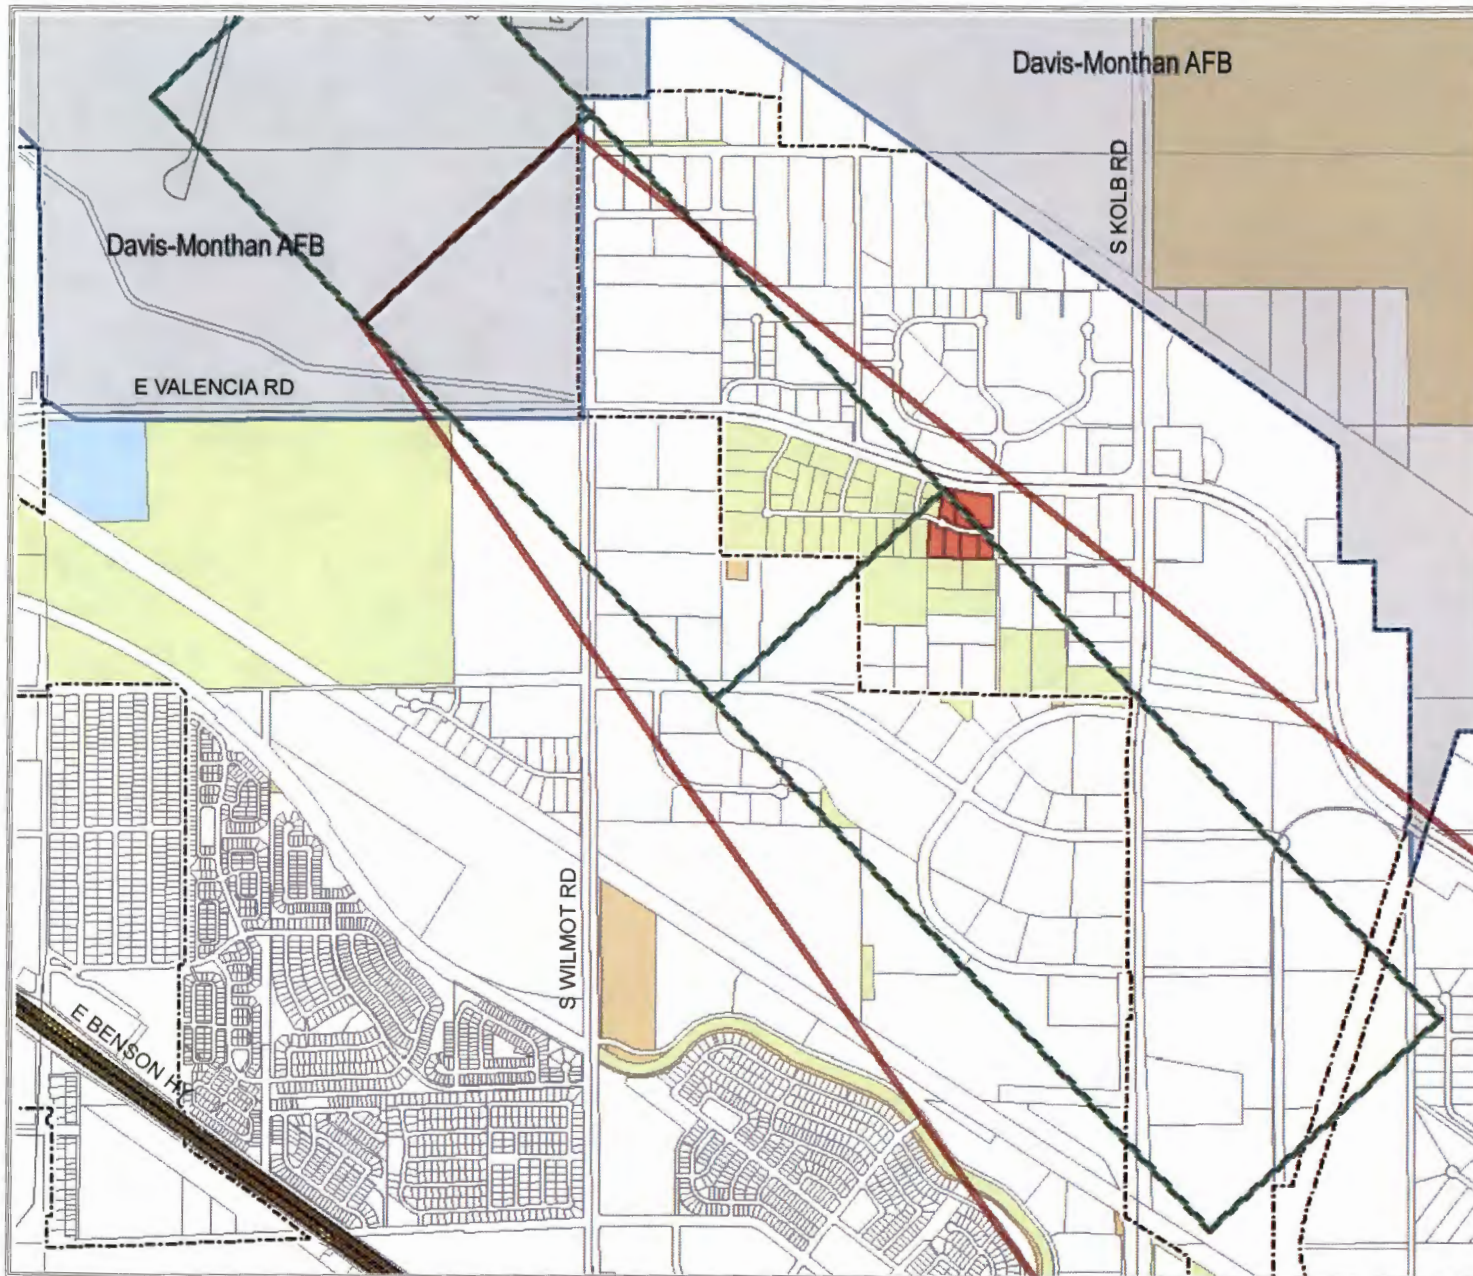 Davis-Monthan AFB
S KOLB RD
Davis-Monthan AFB
E VALENCIA RD
S WILMOT RD
E BENSON HY